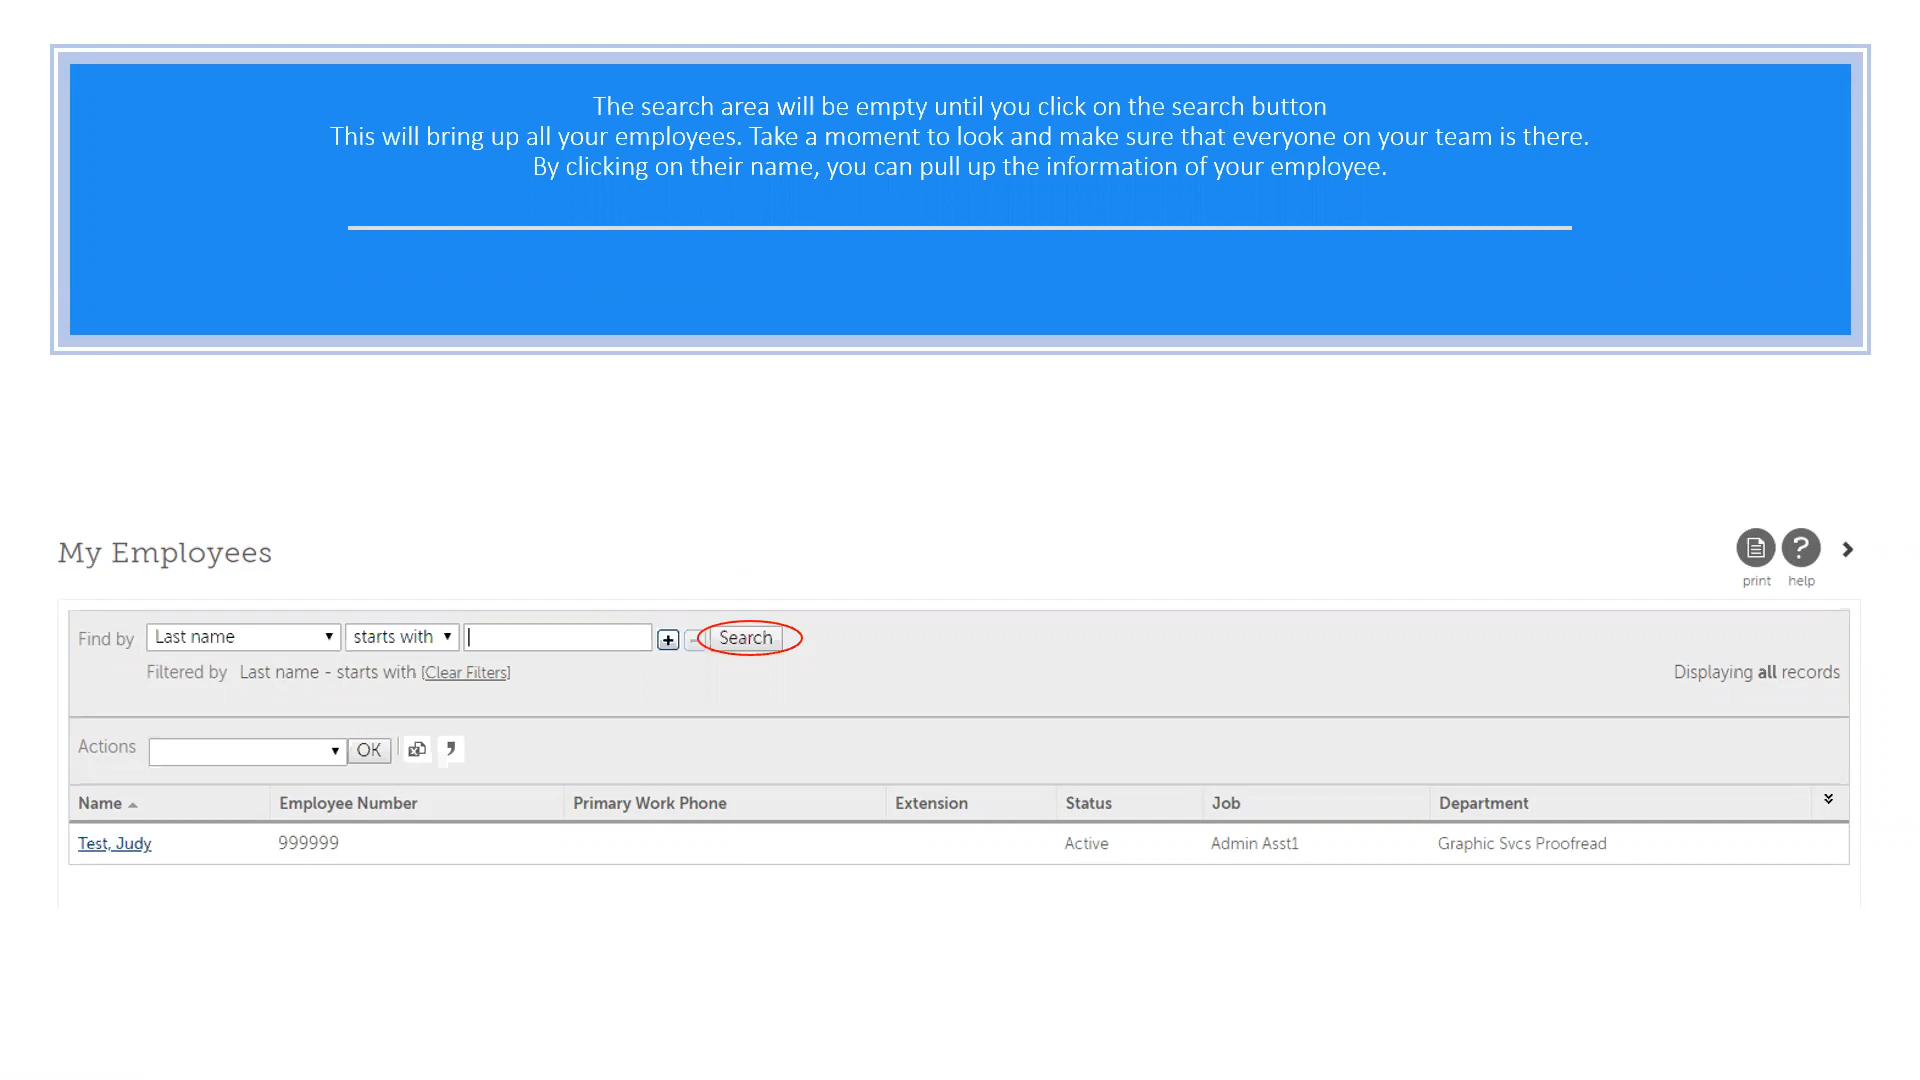 The search area will be empty until you click on the search button
This will bring up all your employees. Take a moment to look and make sure that everyone on your team is there.
By clicking on their name, you can pull up the information of your employee.
My Employees
print help
Find by Last name starts with Search
Filtered by Last name - starts with [Clear Filters]
Displaying all records
Actions OK
Name Employee Number Primary Work Phone Extension Status Job Department
Test, Judy 999999 Active Admin Asst1 Graphic Svcs Proofread